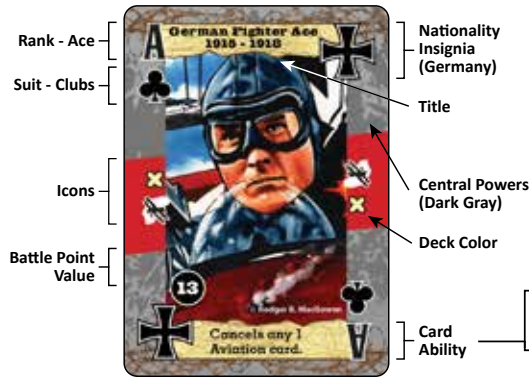 Rank - Ace
Suit - Clubs
Icons
Battle Point
Value
A
German Fighter Ace
1915 - 1918
13
© Rodger B. MacGowan
Cancels any 1
Aviation card.
A
Nationality
Insignia
(Germany)
Title
Central Powers
(Dark Gray)
Deck Color
Card
Ability